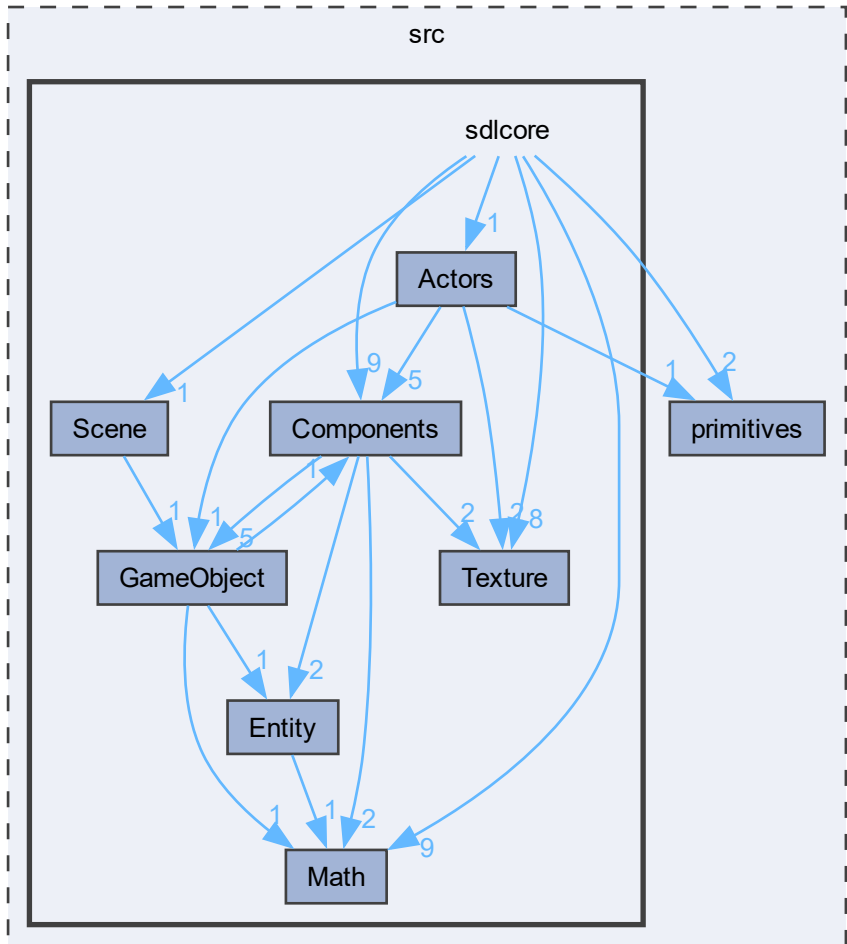 src
sdlcore
1
Actors
9
5
1
2
1
Scene
Components
primitives
1
1
1
5
2
2
8
GameObject
Texture
1
2
Entity
1
1
2
9
Math